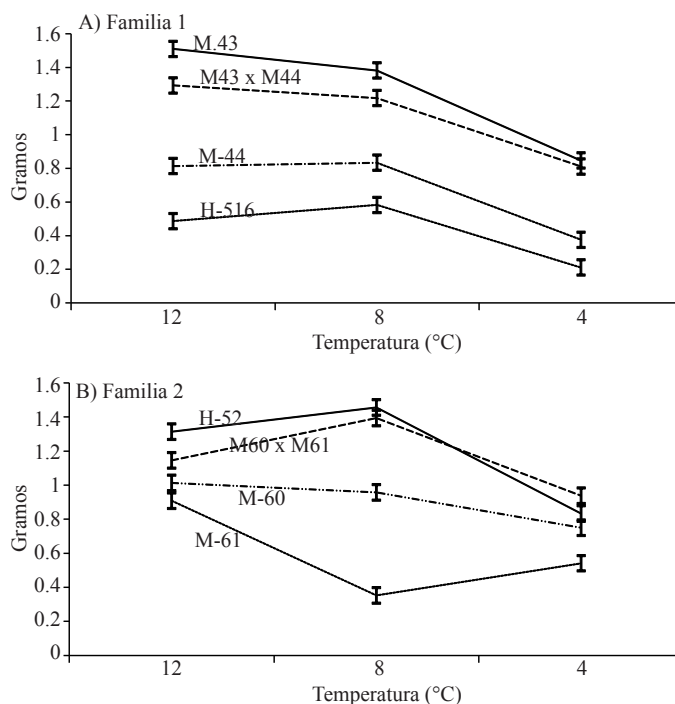 A) Familia 1
1.6
M.43
1.4
M43 x M44
1.2
1
Gramos
0.8
M-44
0.6
H-516
0.4
0.2
0
12
8
4
Temperatura (°C)
B) Familia 2
1.6
1.4
H-52
1.2
M60 x M61
1
M-60
Gramos
0.8
M-61
0.6
0.4
0.2
0
12
8
4
Temperatura (°C)